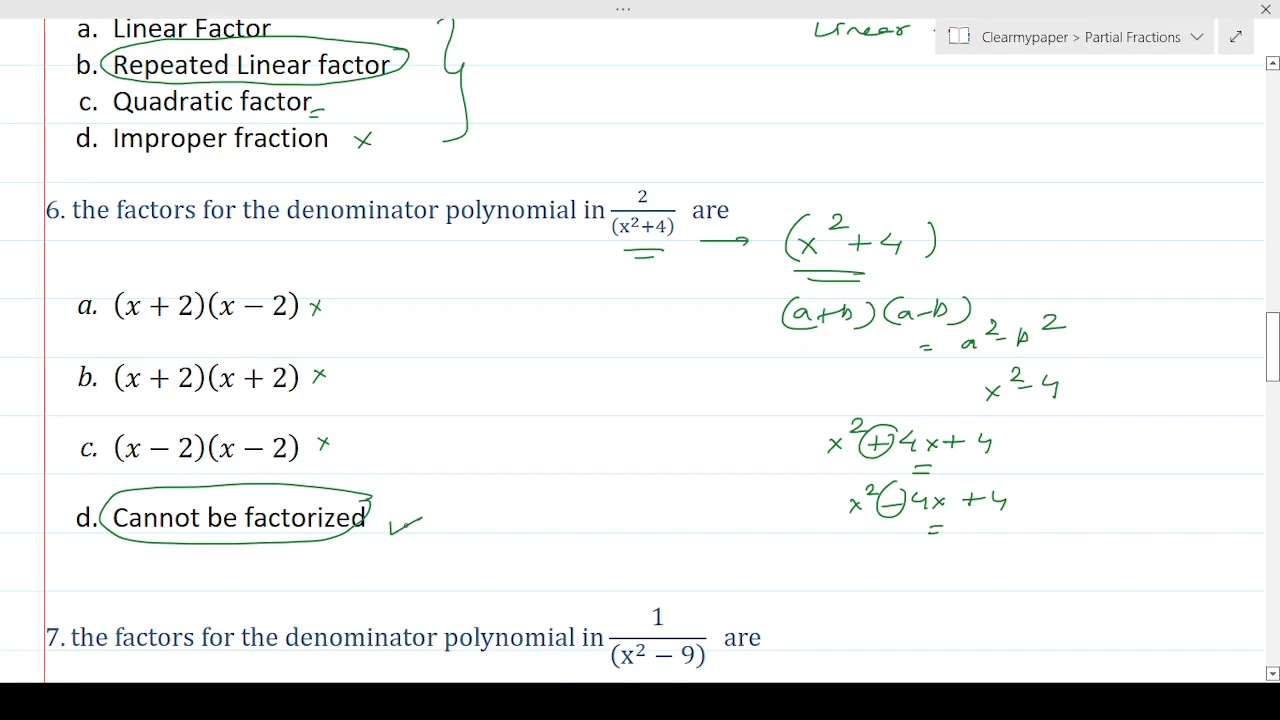 a. Linear Factor
Linear
Clearmypaper > Partial Fractions
b. Repeated Linear factor
c. Quadratic factor
=
d. Improper fraction ×
6. the factors for the denominator polynomial in 2/(x²+4) are → (x² + 4)
a. (x + 2)(x − 2) ×
(a+b)(a-b)
= a² - b²
b. (x + 2)(x + 2) ×
x² - 4
c. (x − 2)(x − 2) ×
x² + 4x + 4
=
x² - 4x + 4
=
d. Cannot be factorized ✓
7. the factors for the denominator polynomial in 1/(x² − 9) are